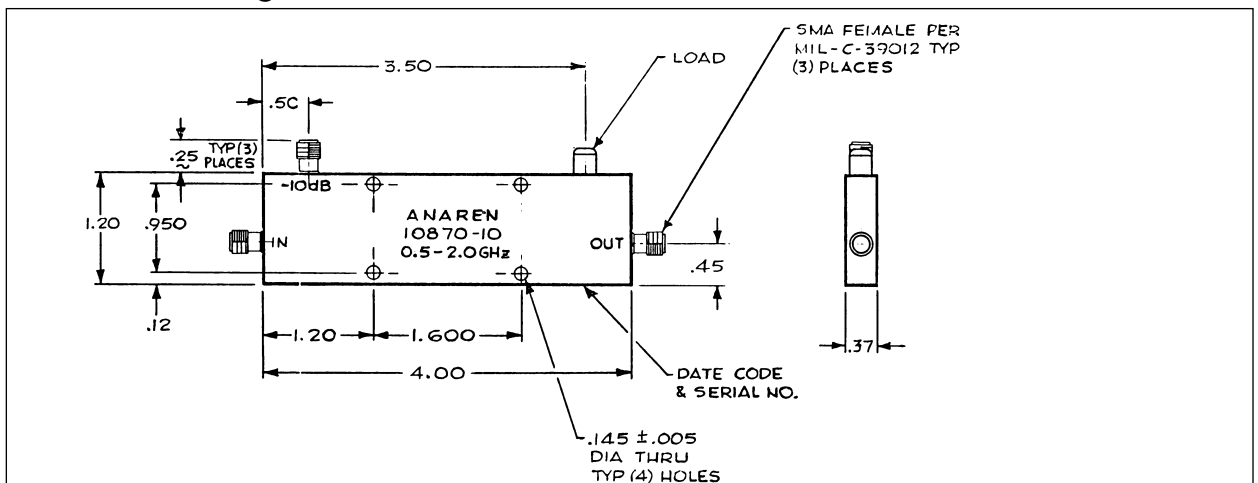 SMA FEMALE PER
MIL-C-39012 TYP
(3) PLACES
LOAD
3.50
.50
.25 TYP (3)
PLACES
-10dB
1.20
.950
ANAREN
10870-10
0.5-2.0GHz
IN
OUT
.45
.12
1.20
1.600
4.00
.37
DATE CODE
& SERIAL NO.
.145 ±.005
DIA THRU
TYP (4) HOLES